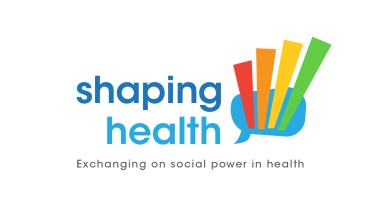 shaping
health
Exchanging on social power in health